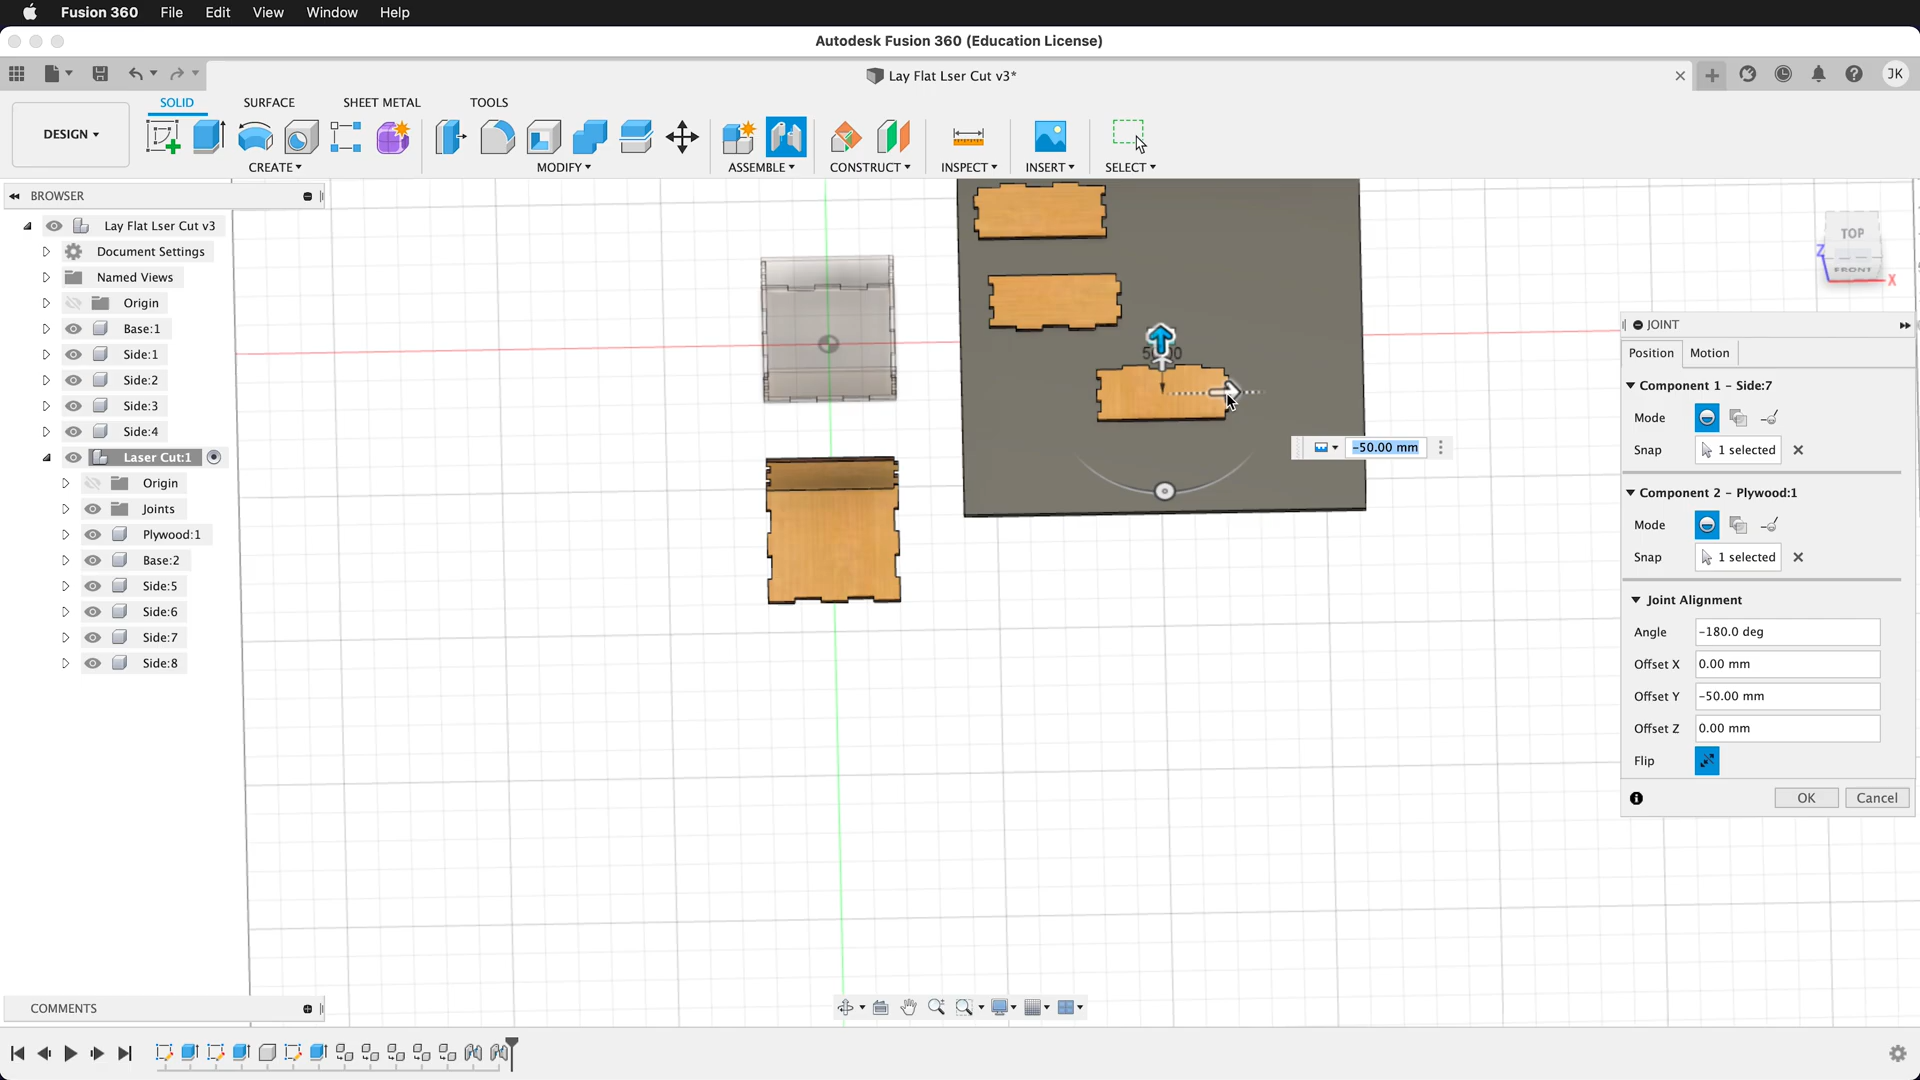 Fusion 360 File Edit View Window Help
Autodesk Fusion 360 (Education License)
Lay Flat Lser Cut v3*
JK
SOLID SURFACE SHEET METAL TOOLS
DESIGN
CREATE MODIFY ASSEMBLE CONSTRUCT INSPECT INSERT SELECT
BROWSER
Lay Flat Lser Cut v3
Document Settings
Named Views
Origin
Base:1
Side:1
Side:2
Side:3
Side:4
Laser Cut:1
Origin
Joints
Plywood:1
Base:2
Side:5
Side:6
Side:7
Side:8
TOP
FRONT
Z
X
-50.00 mm
JOINT
Position Motion
Component 1 - Side:7
Mode
Snap 1 selected
Component 2 - Plywood:1
Mode
Snap 1 selected
Joint Alignment
Angle -180.0 deg
Offset X 0.00 mm
Offset Y -50.00 mm
Offset Z 0.00 mm
Flip
OK Cancel
COMMENTS